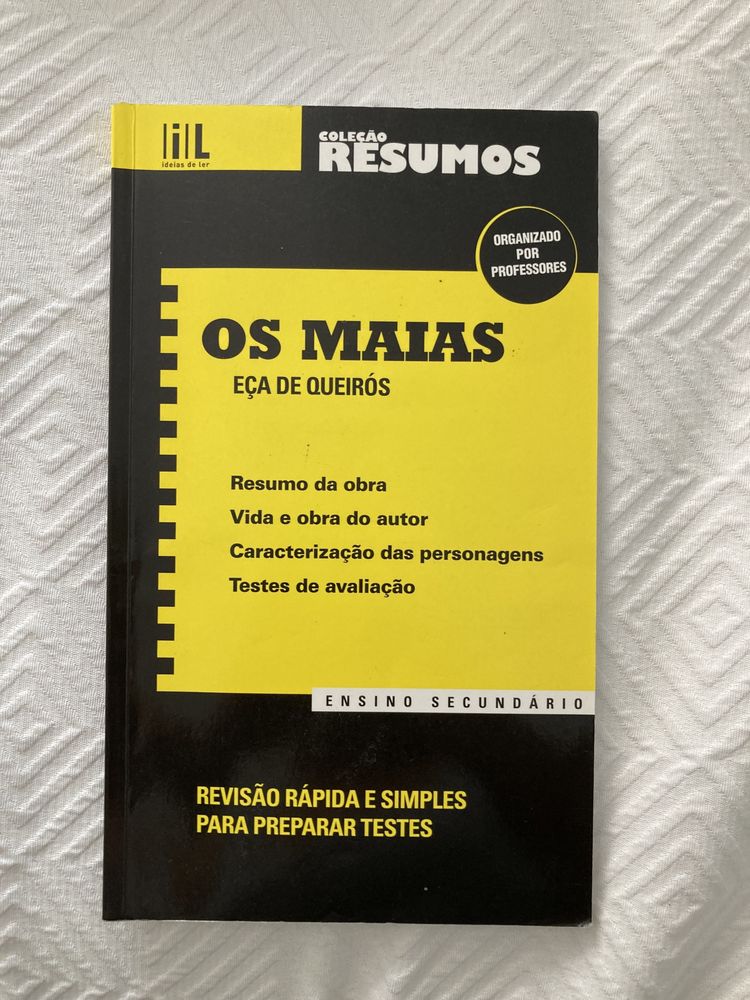 iiL
ideias de ler
COLEÇÃO
RESUMOS
ORGANIZADO
POR
PROFESSORES
OS MAIAS
EÇA DE QUEIRÓS
Resumo da obra
Vida e obra do autor
Caracterização das personagens
Testes de avaliação
ENSINO SECUNDÁRIO
REVISÃO RÁPIDA E SIMPLES
PARA PREPARAR TESTES